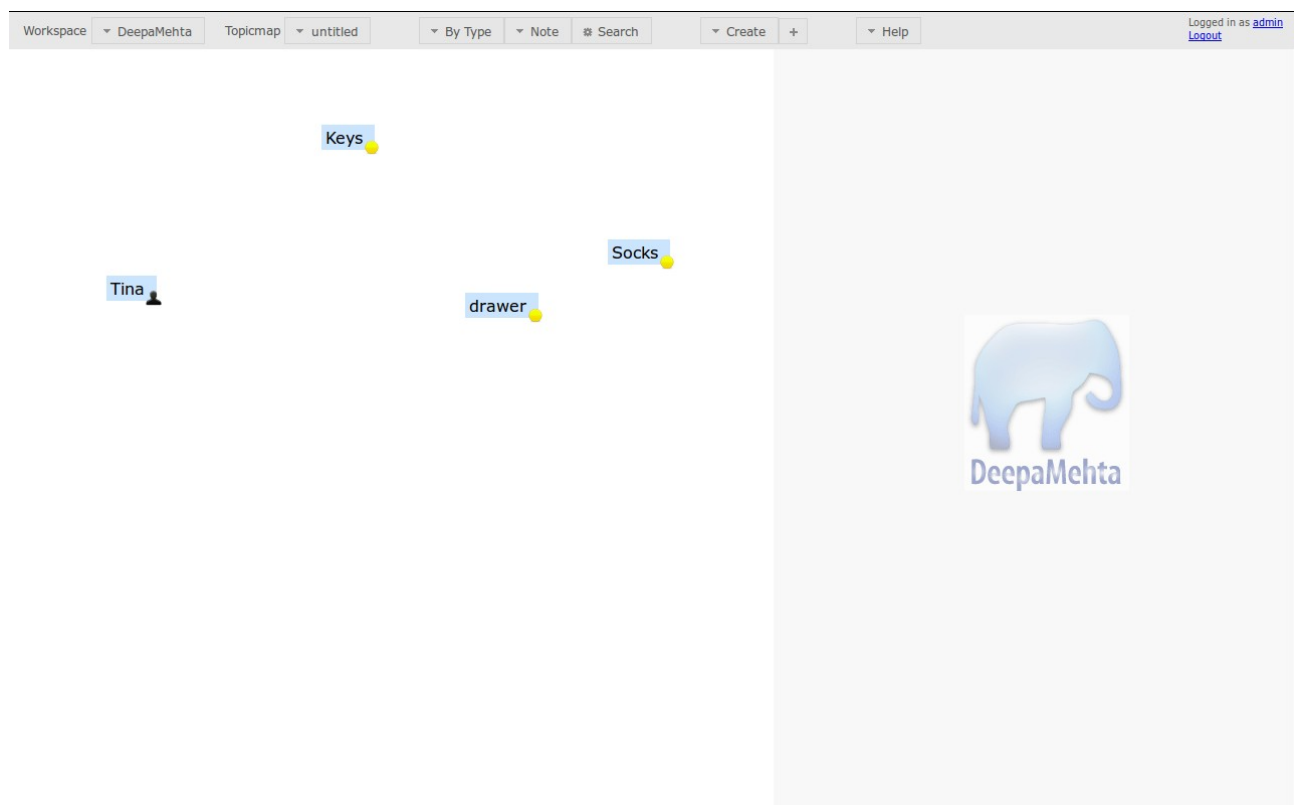 Workspace DeepaMehta Topicmap untitled By Type Note Search Create + Help Logged in as admin
Logout
Keys
Socks
Tina
drawer
DeepaMehta